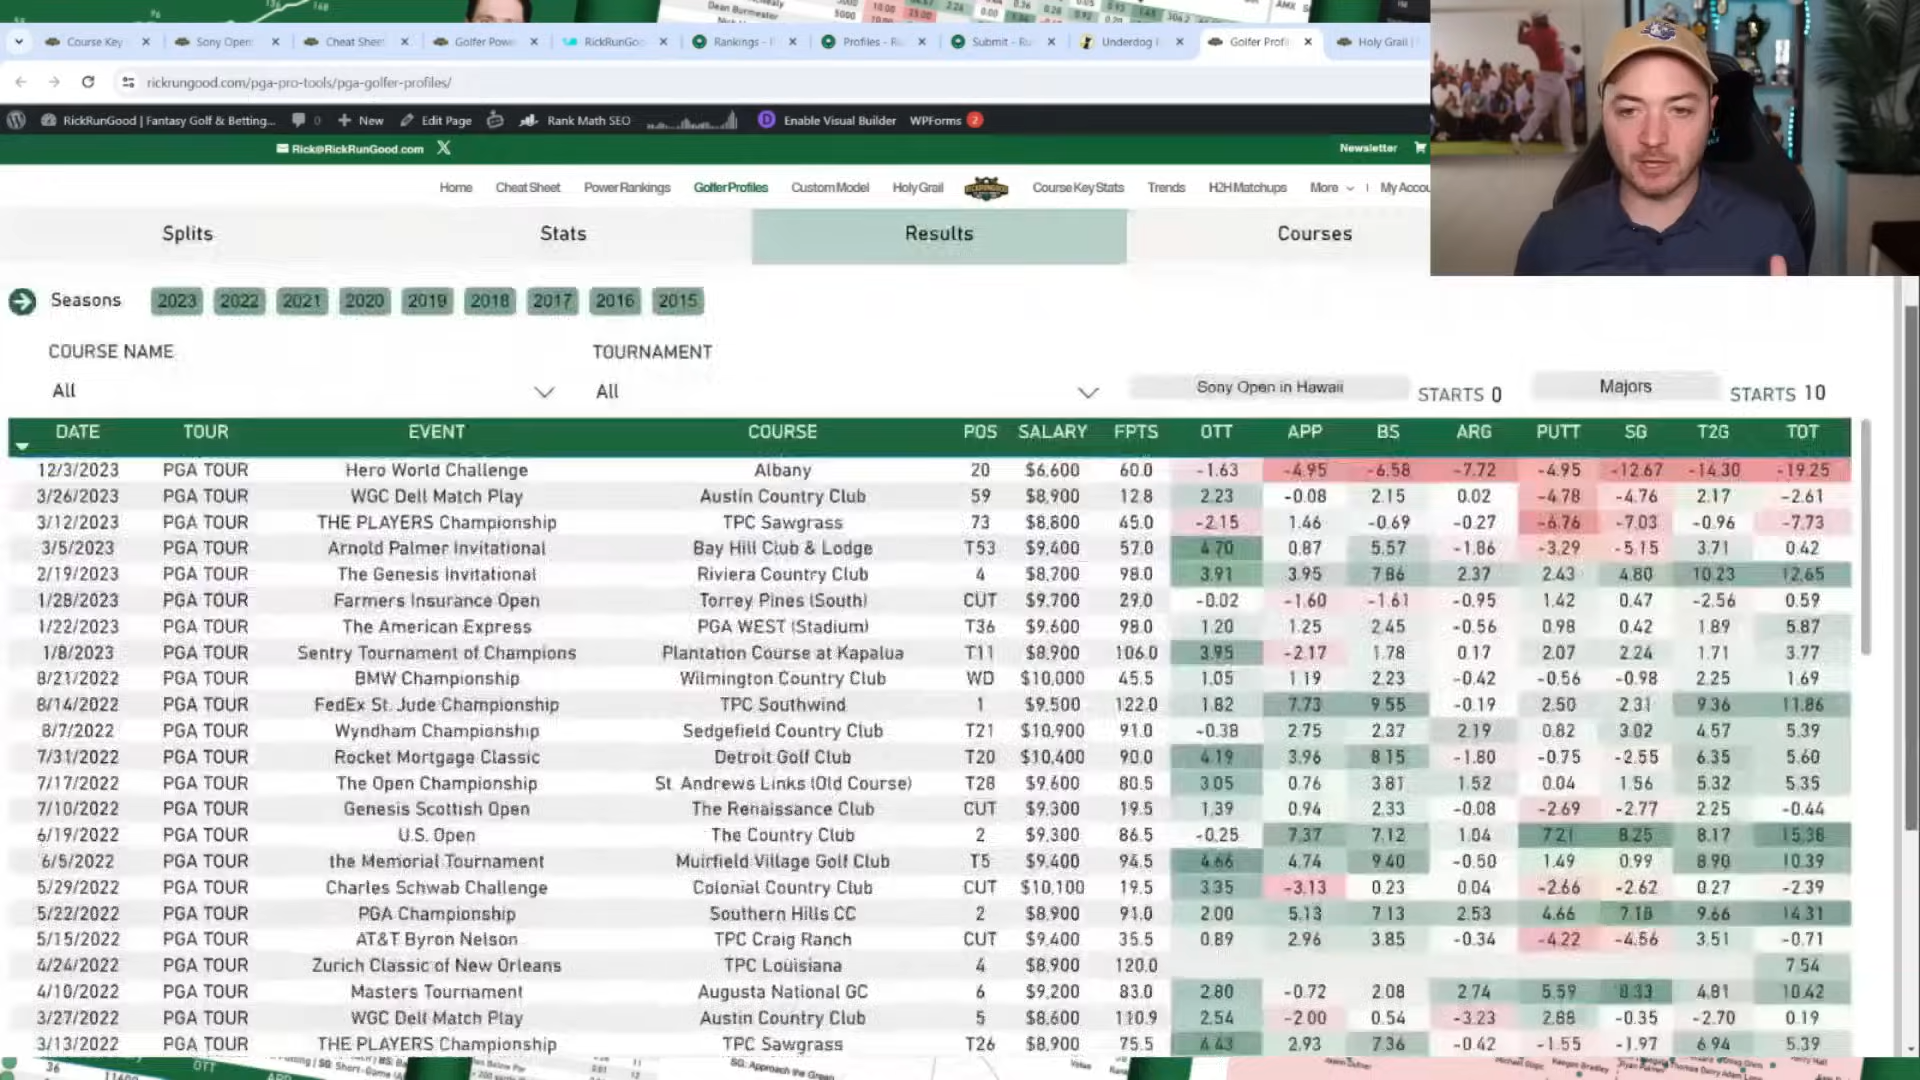 Dean Burmester
5000
Course Key
Sony Open
Cheat Sheet
Golfer Pow
RickRunGoo
Rankings - 
Profiles - R
Submit - Ru
Underdog
Golfer Profi
Holy Grail |
rickrungood.com/pga-pro-tools/pga-golfer-profiles/
RickRunGood | Fantasy Golf & Betting... 0 New Edit Page Rank Math SEO Enable Visual Builder WPForms 2
Rick@RickRunGood.com Newsletter
Home Cheat Sheet Power Rankings Golfer Profiles Custom Model Holy Grail Course Key Stats Trends H2H Matchups More My Accou
Splits Stats Results Courses
Seasons 2023 2022 2021 2020 2019 2018 2017 2016 2015
COURSE NAME TOURNAMENT
All All Sony Open in Hawaii STARTS 0 Majors STARTS 10
DATE TOUR EVENT COURSE POS SALARY FPTS OTT APP BS ARG PUTT SG T2G TOT
12/3/2023 PGA TOUR Hero World Challenge Albany 20 $6,600 60.0 -1.63 -4.95 -6.58 -7.72 -4.95 -12.67 -14.30 -19.25
3/26/2023 PGA TOUR WGC Dell Match Play Austin Country Club 59 $8,900 12.8 2.23 -0.08 2.15 0.02 -4.78 -4.76 2.17 -2.61
3/12/2023 PGA TOUR THE PLAYERS Championship TPC Sawgrass 73 $8,800 45.0 -2.15 1.46 -0.69 -0.27 -6.76 -7.03 -0.96 -7.73
3/5/2023 PGA TOUR Arnold Palmer Invitational Bay Hill Club & Lodge T53 $9,400 57.0 4.70 0.87 5.57 -1.86 -3.29 -5.15 3.71 0.42
2/19/2023 PGA TOUR The Genesis Invitational Riviera Country Club 4 $8,700 98.0 3.91 3.95 7.86 2.37 2.43 4.80 10.23 12.65
1/28/2023 PGA TOUR Farmers Insurance Open Torrey Pines (South) CUT $9,700 29.0 -0.02 -1.60 -1.61 -0.95 1.42 0.47 -2.56 0.59
1/22/2023 PGA TOUR The American Express PGA WEST (Stadium) T36 $9,600 98.0 1.20 1.25 2.45 -0.56 0.98 0.42 1.89 5.87
1/8/2023 PGA TOUR Sentry Tournament of Champions Plantation Course at Kapalua T11 $8,900 106.0 3.95 -2.17 1.78 0.17 2.07 2.24 1.71 3.77
8/21/2022 PGA TOUR BMW Championship Wilmington Country Club WD $10,000 45.5 1.05 1.19 2.23 -0.42 -0.56 -0.98 2.25 1.69
8/14/2022 PGA TOUR FedEx St. Jude Championship TPC Southwind 1 $9,500 122.0 1.82 7.73 9.55 -0.19 2.50 2.31 9.36 11.86
8/7/2022 PGA TOUR Wyndham Championship Sedgefield Country Club T21 $10,900 91.0 -0.38 2.75 2.37 2.19 0.82 3.02 4.57 5.39
7/31/2022 PGA TOUR Rocket Mortgage Classic Detroit Golf Club T20 $10,400 90.0 4.19 3.96 8.15 -1.80 -0.75 -2.55 6.35 5.60
7/17/2022 PGA TOUR The Open Championship St Andrews Links (Old Course) T28 $9,600 80.5 3.05 0.76 3.81 1.52 0.04 1.56 5.32 5.35
7/10/2022 PGA TOUR Genesis Scottish Open The Renaissance Club CUT $9,300 19.5 1.39 0.94 2.33 -0.08 -2.69 -2.77 2.25 -0.44
6/19/2022 PGA TOUR U.S. Open The Country Club 2 $9,300 86.5 -0.25 7.37 7.12 1.04 7.21 8.25 8.17 15.38
6/5/2022 PGA TOUR the Memorial Tournament Muirfield Village Golf Club T5 $9,400 94.5 4.66 4.74 9.40 -0.50 1.49 0.99 8.90 10.39
5/29/2022 PGA TOUR Charles Schwab Challenge Colonial Country Club CUT $10,100 19.5 3.35 -3.13 0.23 0.04 -2.66 -2.62 0.27 -2.39
5/22/2022 PGA TOUR PGA Championship Southern Hills CC 2 $8,900 91.0 2.00 5.13 7.13 2.53 4.66 7.18 9.66 14.31
5/15/2022 PGA TOUR AT&T Byron Nelson TPC Craig Ranch CUT $9,400 35.5 0.89 2.96 3.85 -0.34 -4.22 -4.56 3.51 -0.71
4/24/2022 PGA TOUR Zurich Classic of New Orleans TPC Louisiana 4 $8,900 120.0 7.54
4/10/2022 PGA TOUR Masters Tournament Augusta National GC 6 $9,200 83.0 2.80 -0.72 2.08 2.74 5.59 8.33 4.81 10.42
3/27/2022 PGA TOUR WGC Dell Match Play Austin Country Club 5 $8,600 110.9 2.54 -2.00 0.54 -3.23 2.88 -0.35 -2.70 0.19
3/13/2022 PGA TOUR THE PLAYERS Championship TPC Sawgrass T26 $8,900 75.5 4.43 2.93 7.36 -0.42 -1.55 -1.97 6.94 5.39
36
OTT
SG: Approach the Green
Value
Keegan Bradley